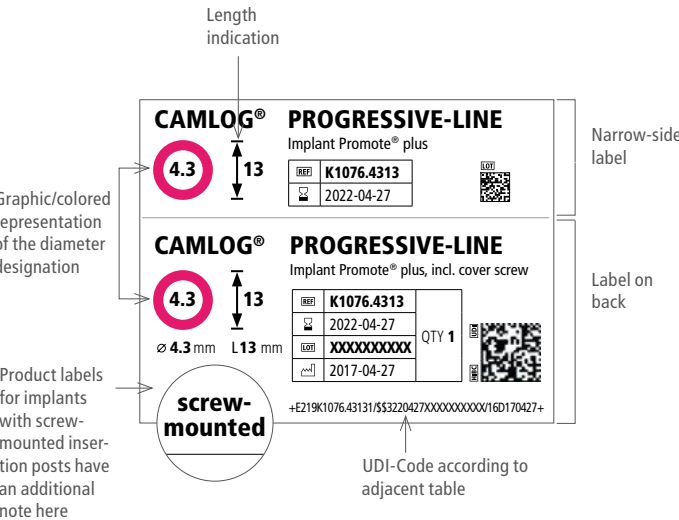 Length
indication
CAMLOG® PROGRESSIVE-LINE
Implant Promote® plus
4.3 13
REF K1076.4313
2022-04-27
LOT
Narrow-side
label
Graphic/colored
representation
of the diameter
designation
CAMLOG® PROGRESSIVE-LINE
Implant Promote® plus, incl. cover screw
4.3 13
REF K1076.4313
2022-04-27
LOT XXXXXXXXXX
2017-04-27
QTY 1
UDI
HIBC
⌀ 4.3 mm L13 mm
Label on
back
Product labels
for implants
with screw-
mounted inser-
tion posts have
an additional
note here
screw-
mounted
+E219K1076.43131/$$3220427XXXXXXXXXX/16D170427+
UDI-Code according to
adjacent table